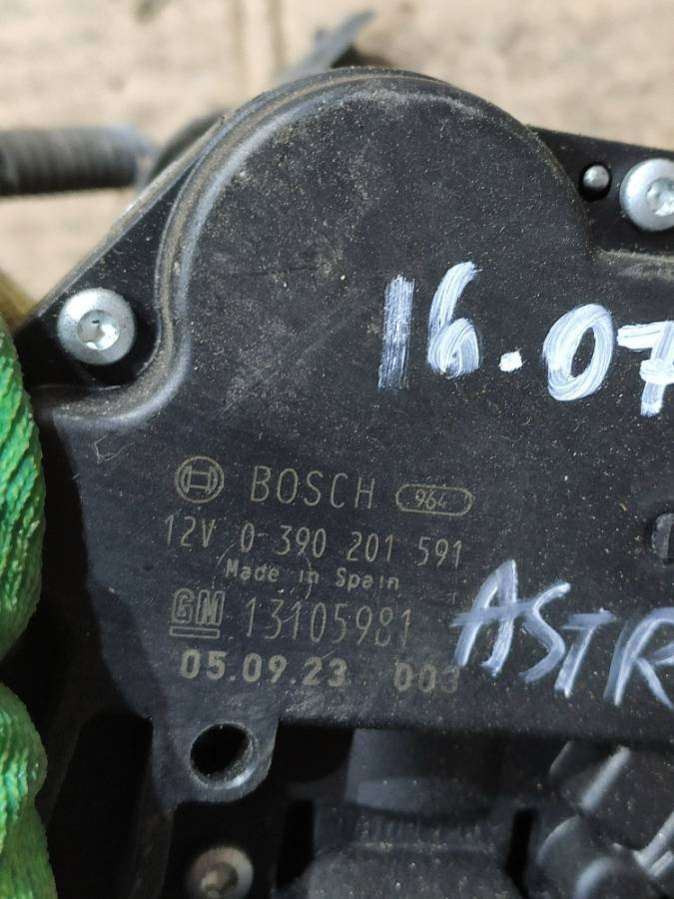 16.07
BOSCH 964
12V 0 390 201 591
Made in Spain
GM 13105981
ASTR
05.09.23 003